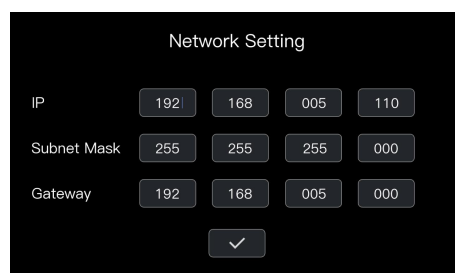 Network Setting
IP 192 168 005 110
Subnet Mask 255 255 255 000
Gateway 192 168 005 000